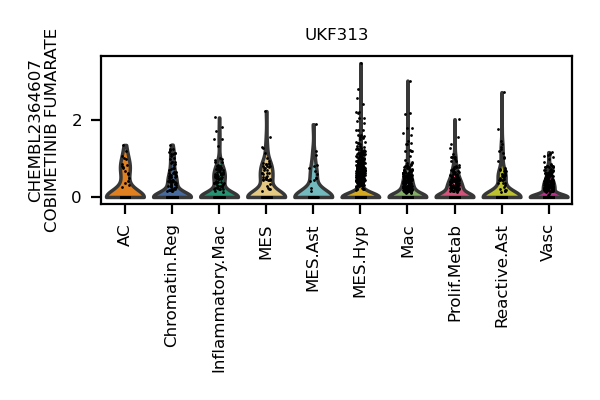 UKF313
CHEMBL2364607
COBIMETINIB FUMARATE
2
0
AC
Chromatin.Reg
Inflammatory.Mac
MES
MES.Ast
MES.Hyp
Mac
Prolif.Metab
Reactive.Ast
Vasc